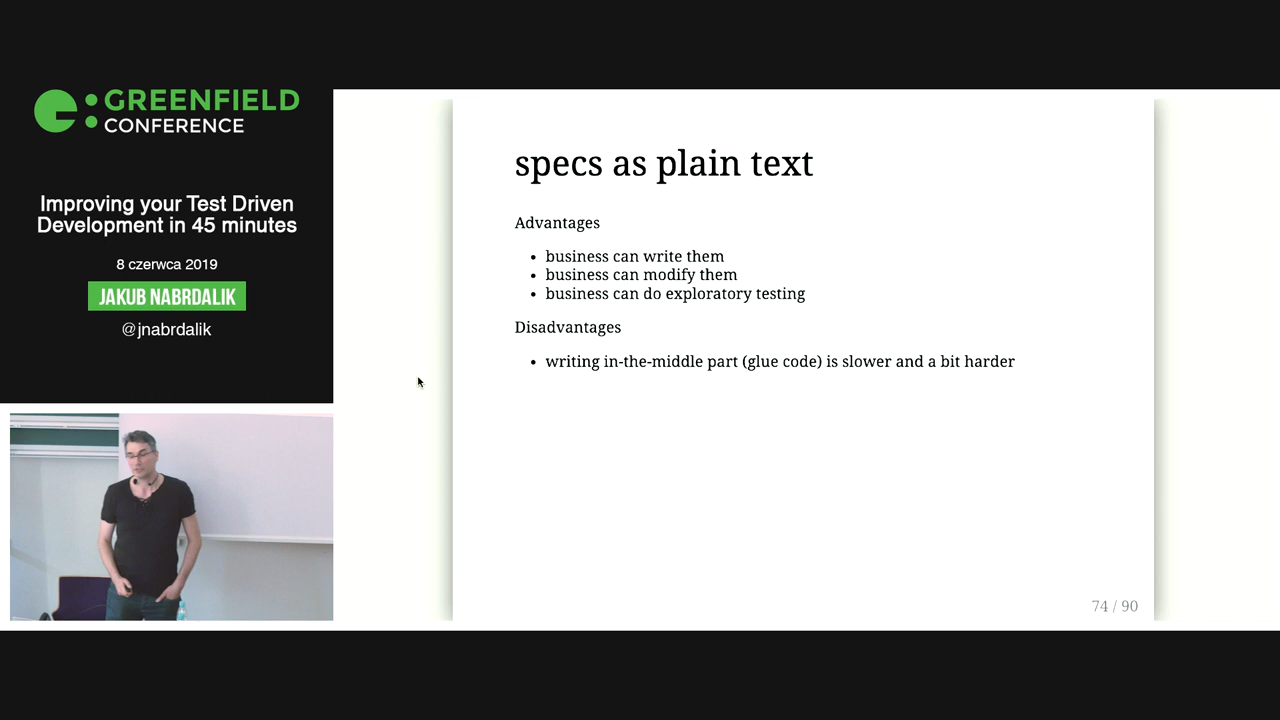 GREENFIELD
CONFERENCE
Improving your Test Driven
Development in 45 minutes
8 czerwca 2019
JAKUB NABRDALIK
@jnabrdalik
specs as plain text
Advantages
• business can write them
• business can modify them
• business can do exploratory testing
Disadvantages
• writing in-the-middle part (glue code) is slower and a bit harder
74 / 90